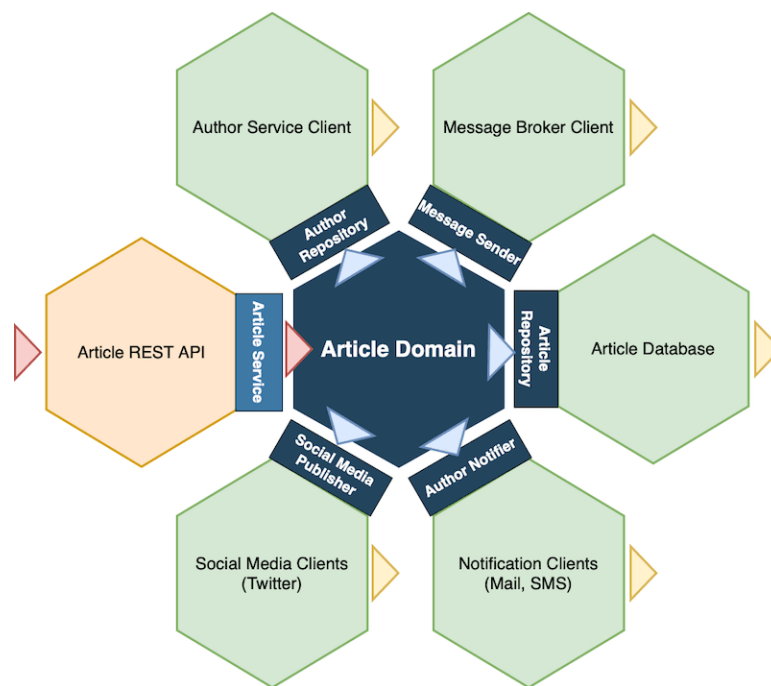 Author Service Client
Message Broker Client
Author
Repository
Message Sender
Article REST API
Article Service
Article Domain
Article
Repository
Article Database
Social Media
Publisher
Author Notifier
Social Media Clients
(Twitter)
Notification Clients
(Mail, SMS)